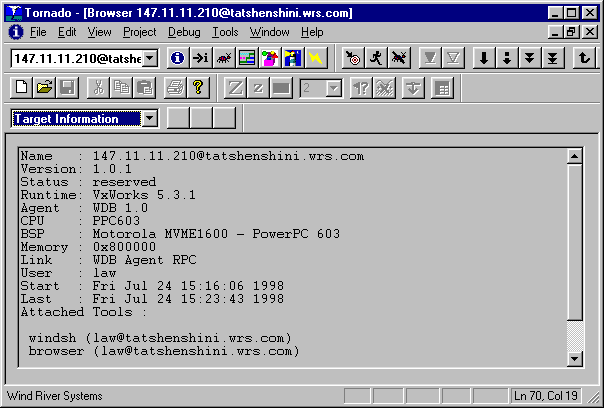 Tornado - [Browser 147.11.11.210@tatshenshini.wrs.com]
File Edit View Project Debug Tools Window Help
147.11.11.210@tatshe
Z z 2
Target Information
Name    : 147.11.11.210@tatshenshini.wrs.com
Version: 1.0.1
Status : reserved
Runtime: VxWorks 5.3.1
Agent   : WDB 1.0
CPU     : PPC603
BSP     : Motorola MVME1600 - PowerPC 603
Memory : 0x800000
Link    : WDB Agent RPC
User    : law
Start   : Fri Jul 24 15:16:06 1998
Last    : Fri Jul 24 15:23:43 1998
Attached Tools :
windsh (law@tatshenshini.wrs.com)
browser (law@tatshenshini.wrs.com)
Wind River Systems Ln 70, Col 19